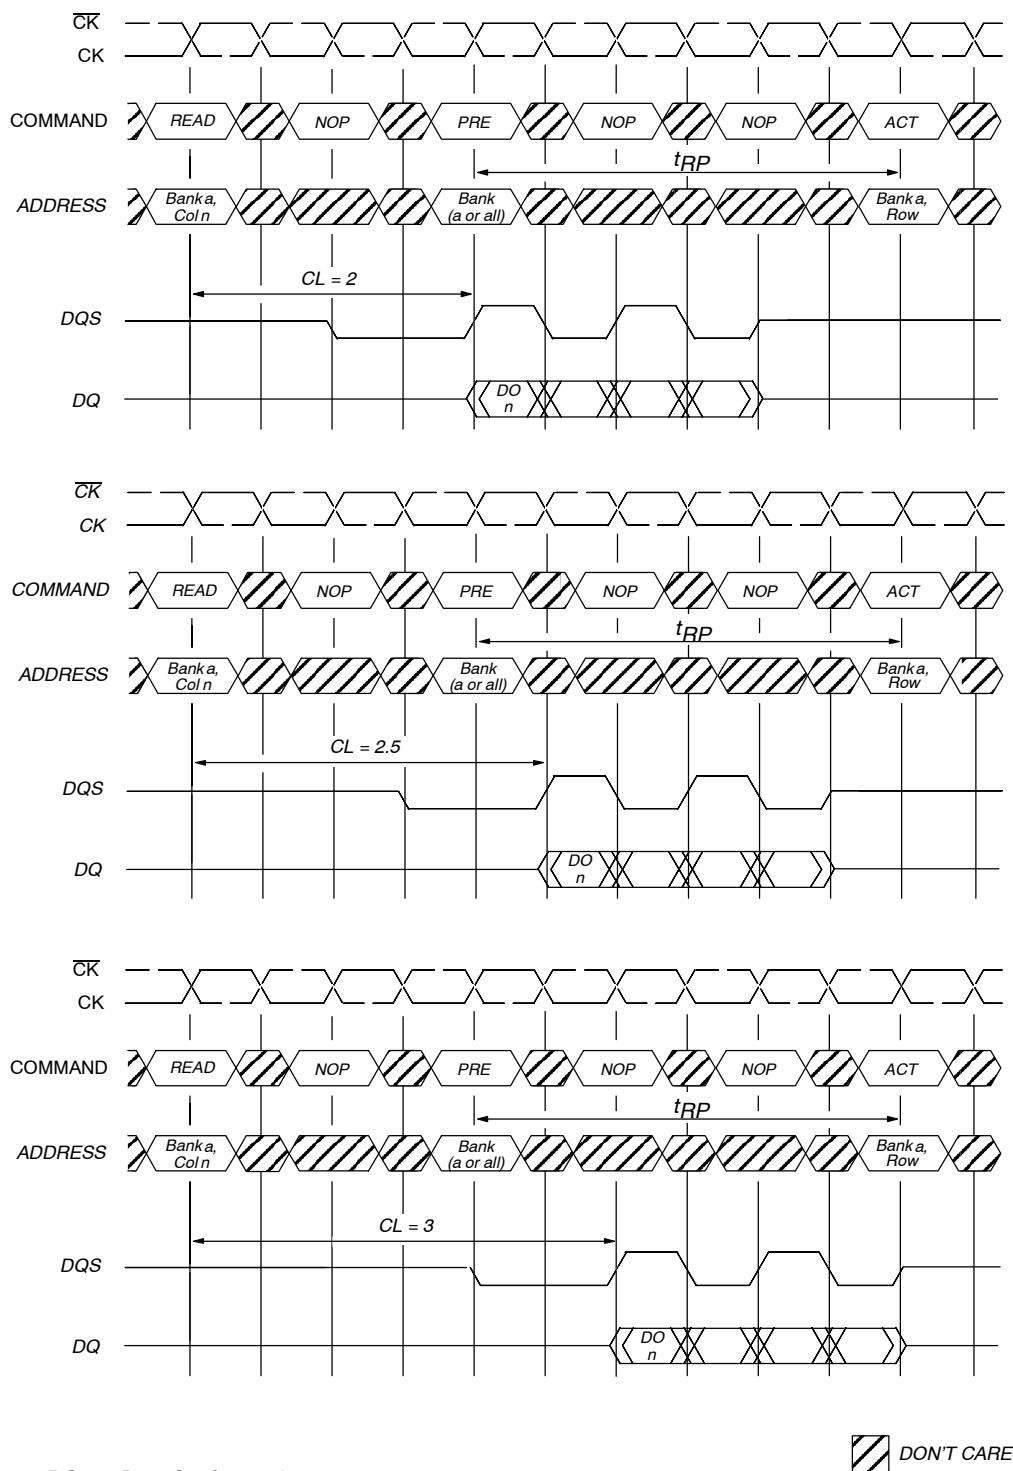 CK
CK
COMMAND READ NOP PRE NOP NOP ACT
tRP
ADDRESS Bank a, Col n Bank (a or all) Bank a, Row
CL = 2
DQS
DQ DO n
CK
CK
COMMAND READ NOP PRE NOP NOP ACT
tRP
ADDRESS Bank a, Col n Bank (a or all) Bank a, Row
CL = 2.5
DQS
DQ DO n
CK
CK
COMMAND READ NOP PRE NOP NOP ACT
tRP
ADDRESS Bank a, Col n Bank (a or all) Bank a, Row
CL = 3
DQS
DQ DO n
DON'T CARE